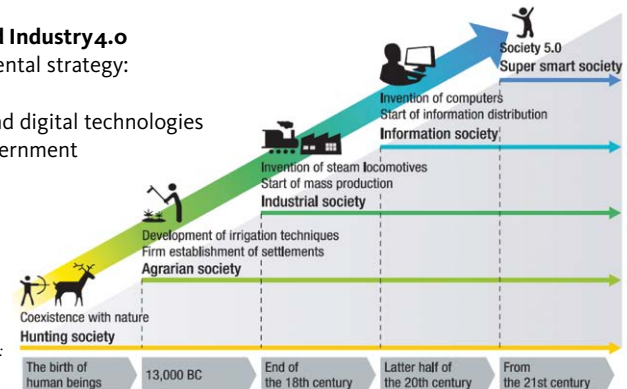 d Industry4.0
ental strategy:
nd digital technologies
ernment
Society 5.0
Super smart society
Invention of computers
Start of information distribution
Information society
Invention of steam locomotives
Start of mass production
Industrial society
Development of irrigation techniques
Firm establishment of settlements
Agrarian society
Coexistence with nature
Hunting society
The birth of
human beings
13,000 BC
End of
the 18th century
Latter half of
the 20th century
From
the 21st century